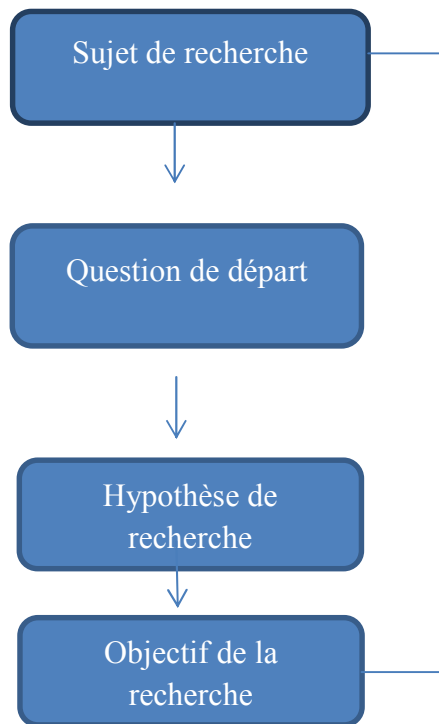 Sujet de recherche
Question de départ
Hypothèse de
recherche
Objectif de la
recherche